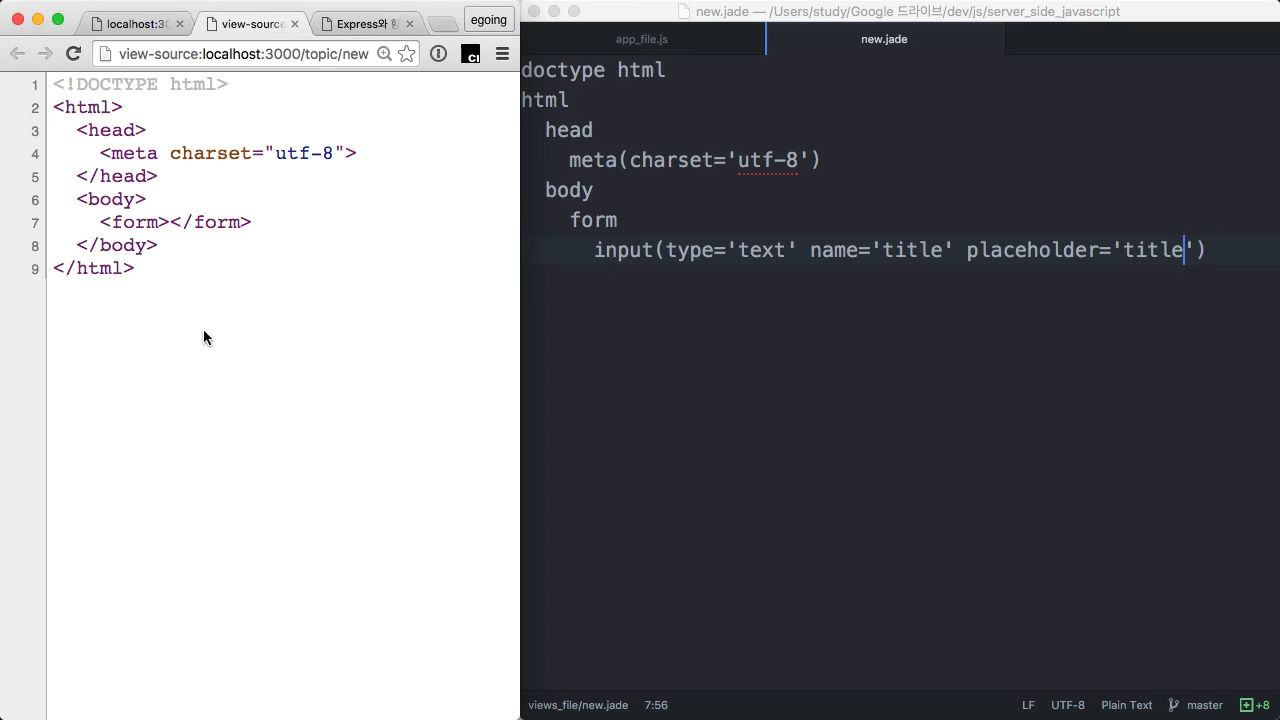 localhost:30
view-source
Express와 웹
egoing
view-source:localhost:3000/topic/new
1 <!DOCTYPE html>
2 <html>
3 <head>
4 <meta charset="utf-8">
5 </head>
6 <body>
7 <form></form>
8 </body>
9 </html>
new.jade — /Users/study/Google 드라이브/dev/js/server_side_javascript
app_file.js
new.jade
doctype html
html
head
meta(charset='utf-8')
body
form
input(type='text' name='title' placeholder='title')
views_file/new.jade 7:56
LF UTF-8 Plain Text master +8